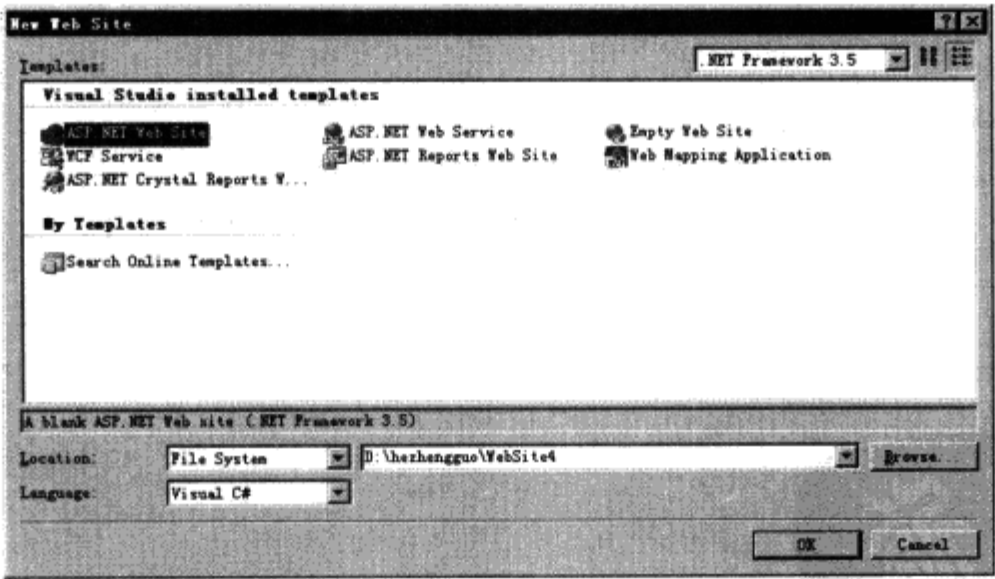 New Web Site
Templates:
.NET Framework 3.5
Visual Studio installed templates
ASP.NET Web Site
ASP.NET Web Service
Empty Web Site
WCF Service
ASP.NET Reports Web Site
Web Mapping Application
ASP.NET Crystal Reports W...
My Templates
Search Online Templates...
A blank ASP.NET Web site (.NET Framework 3.5)
Location:
File System
D:\hezhengguo\WebSite4
Browse...
Language:
Visual C#
OK
Cancel